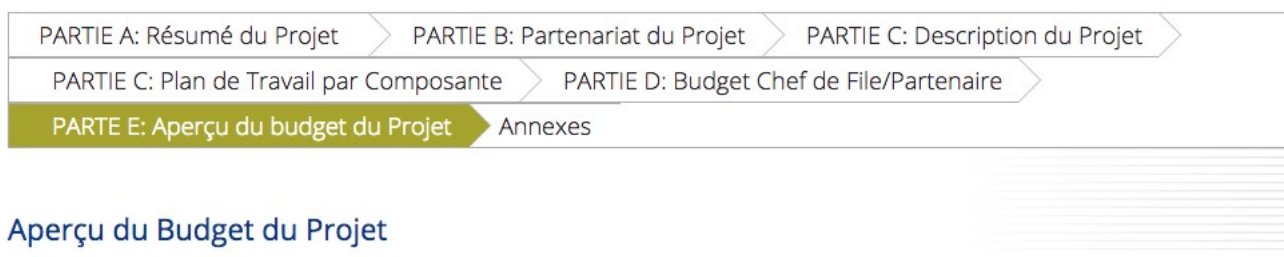 PARTIE A: Résumé du Projet PARTIE B: Partenariat du Projet PARTIE C: Description du Projet
PARTIE C: Plan de Travail par Composante PARTIE D: Budget Chef de File/Partenaire
PARTE E: Aperçu du budget du Projet Annexes
Aperçu du Budget du Projet